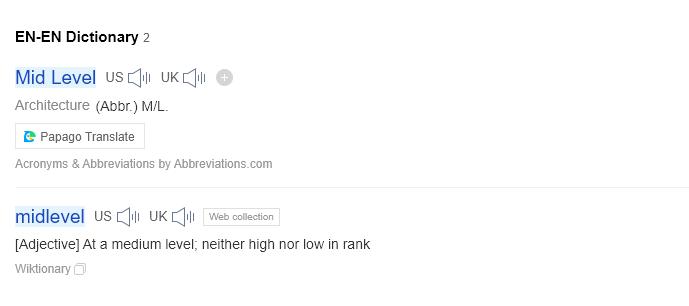 EN-EN Dictionary 2
Mid Level US UK
Architecture (Abbr.) M/L.
Papago Translate
Acronyms & Abbreviations by Abbreviations.com
midlevel US UK Web collection
[Adjective] At a medium level; neither high nor low in rank
Wiktionary